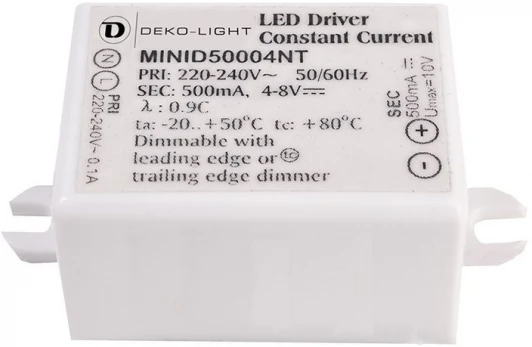 D DEKO-LIGHT LED Driver
Constant Current
MINID50004NT
PRI: 220-240V~ 50/60Hz
SEC: 500mA, 4-8V⎓
λ : 0.9C
ta: -20..+50°C tc: +80°C
Dimmable with
leading edge or
trailing edge dimmer
N L
PRI
220-240V~ 0.1A
SEC
500mA ⎓
Umax=10V
+ -